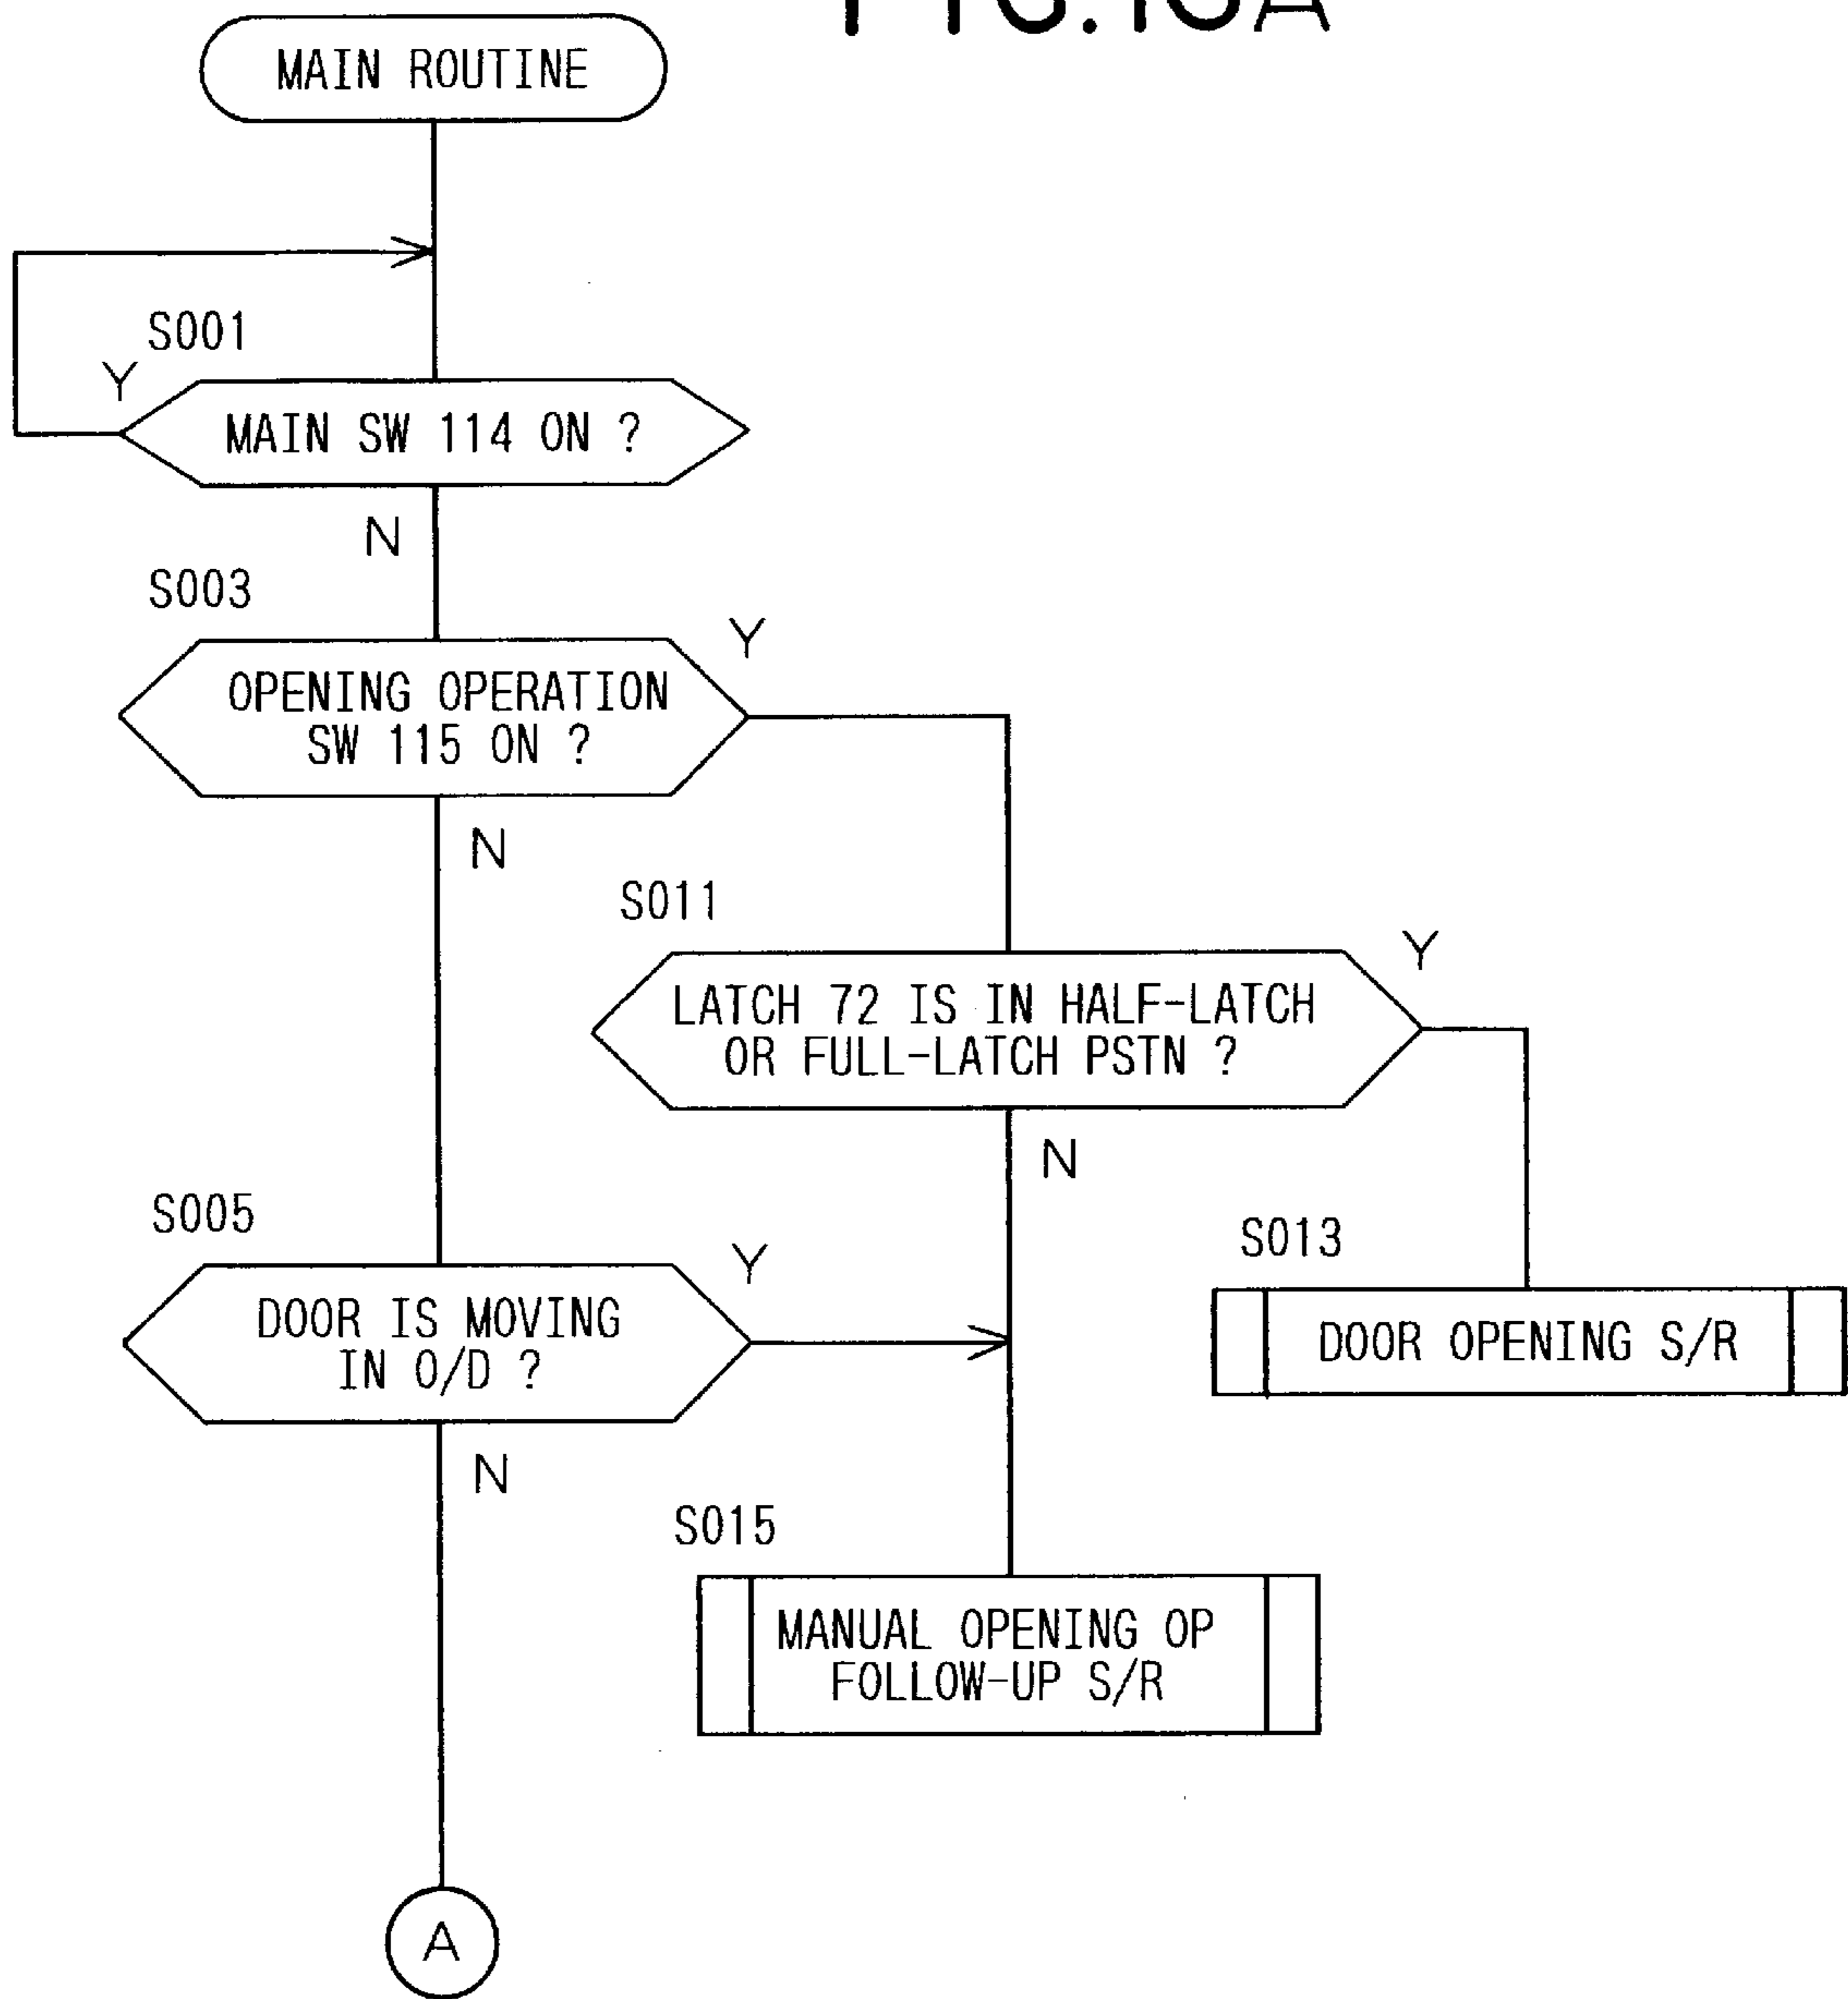 MAIN ROUTINE
S001
Y
MAIN SW 114 ON ?
N
S003
Y
OPENING OPERATION
SW 115 ON ?
N
S011
Y
LATCH 72 IS IN HALF-LATCH
OR FULL-LATCH PSTN ?
N
S005
Y
S013
DOOR IS MOVING
IN O/D ?
DOOR OPENING S/R
N
S015
MANUAL OPENING OP
FOLLOW-UP S/R
A